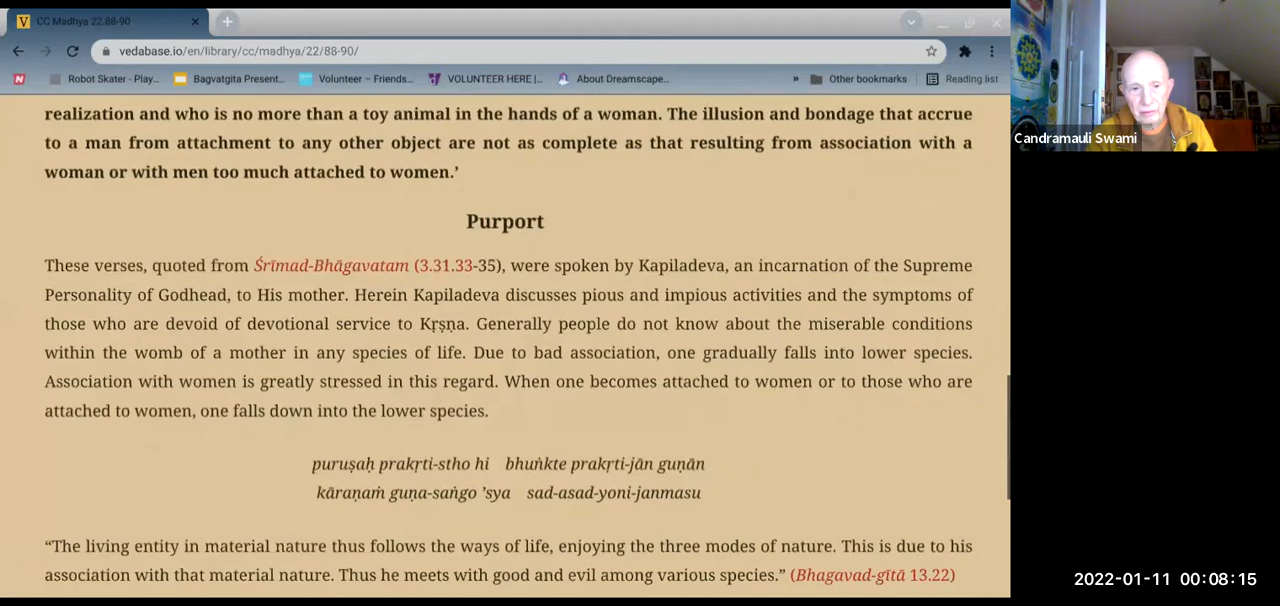 V CC Madhya 22.88-90
vedabase.io/en/library/cc/madhya/22/88-90/
N Robot Skater - Play... Bagvatgita Present... Volunteer – Friends... VOLUNTEER HERE |... About Dreamscape... » Other bookmarks Reading list
realization and who is no more than a toy animal in the hands of a woman. The illusion and bondage that accrue
to a man from attachment to any other object are not as complete as that resulting from association with a
woman or with men too much attached to women.’
Purport
These verses, quoted from Śrīmad-Bhāgavatam (3.31.33-35), were spoken by Kapiladeva, an incarnation of the Supreme
Personality of Godhead, to His mother. Herein Kapiladeva discusses pious and impious activities and the symptoms of
those who are devoid of devotional service to Kṛṣṇa. Generally people do not know about the miserable conditions
within the womb of a mother in any species of life. Due to bad association, one gradually falls into lower species.
Association with women is greatly stressed in this regard. When one becomes attached to women or to those who are
attached to women, one falls down into the lower species.
puruṣaḥ prakṛti-stho hi bhuṅkte prakṛti-jān guṇān
kāraṇaṁ guṇa-saṅgo ’sya sad-asad-yoni-janmasu
“The living entity in material nature thus follows the ways of life, enjoying the three modes of nature. This is due to his
association with that material nature. Thus he meets with good and evil among various species.” (Bhagavad-gītā 13.22)
Candramauli Swami
2022-01-11 00:08:15